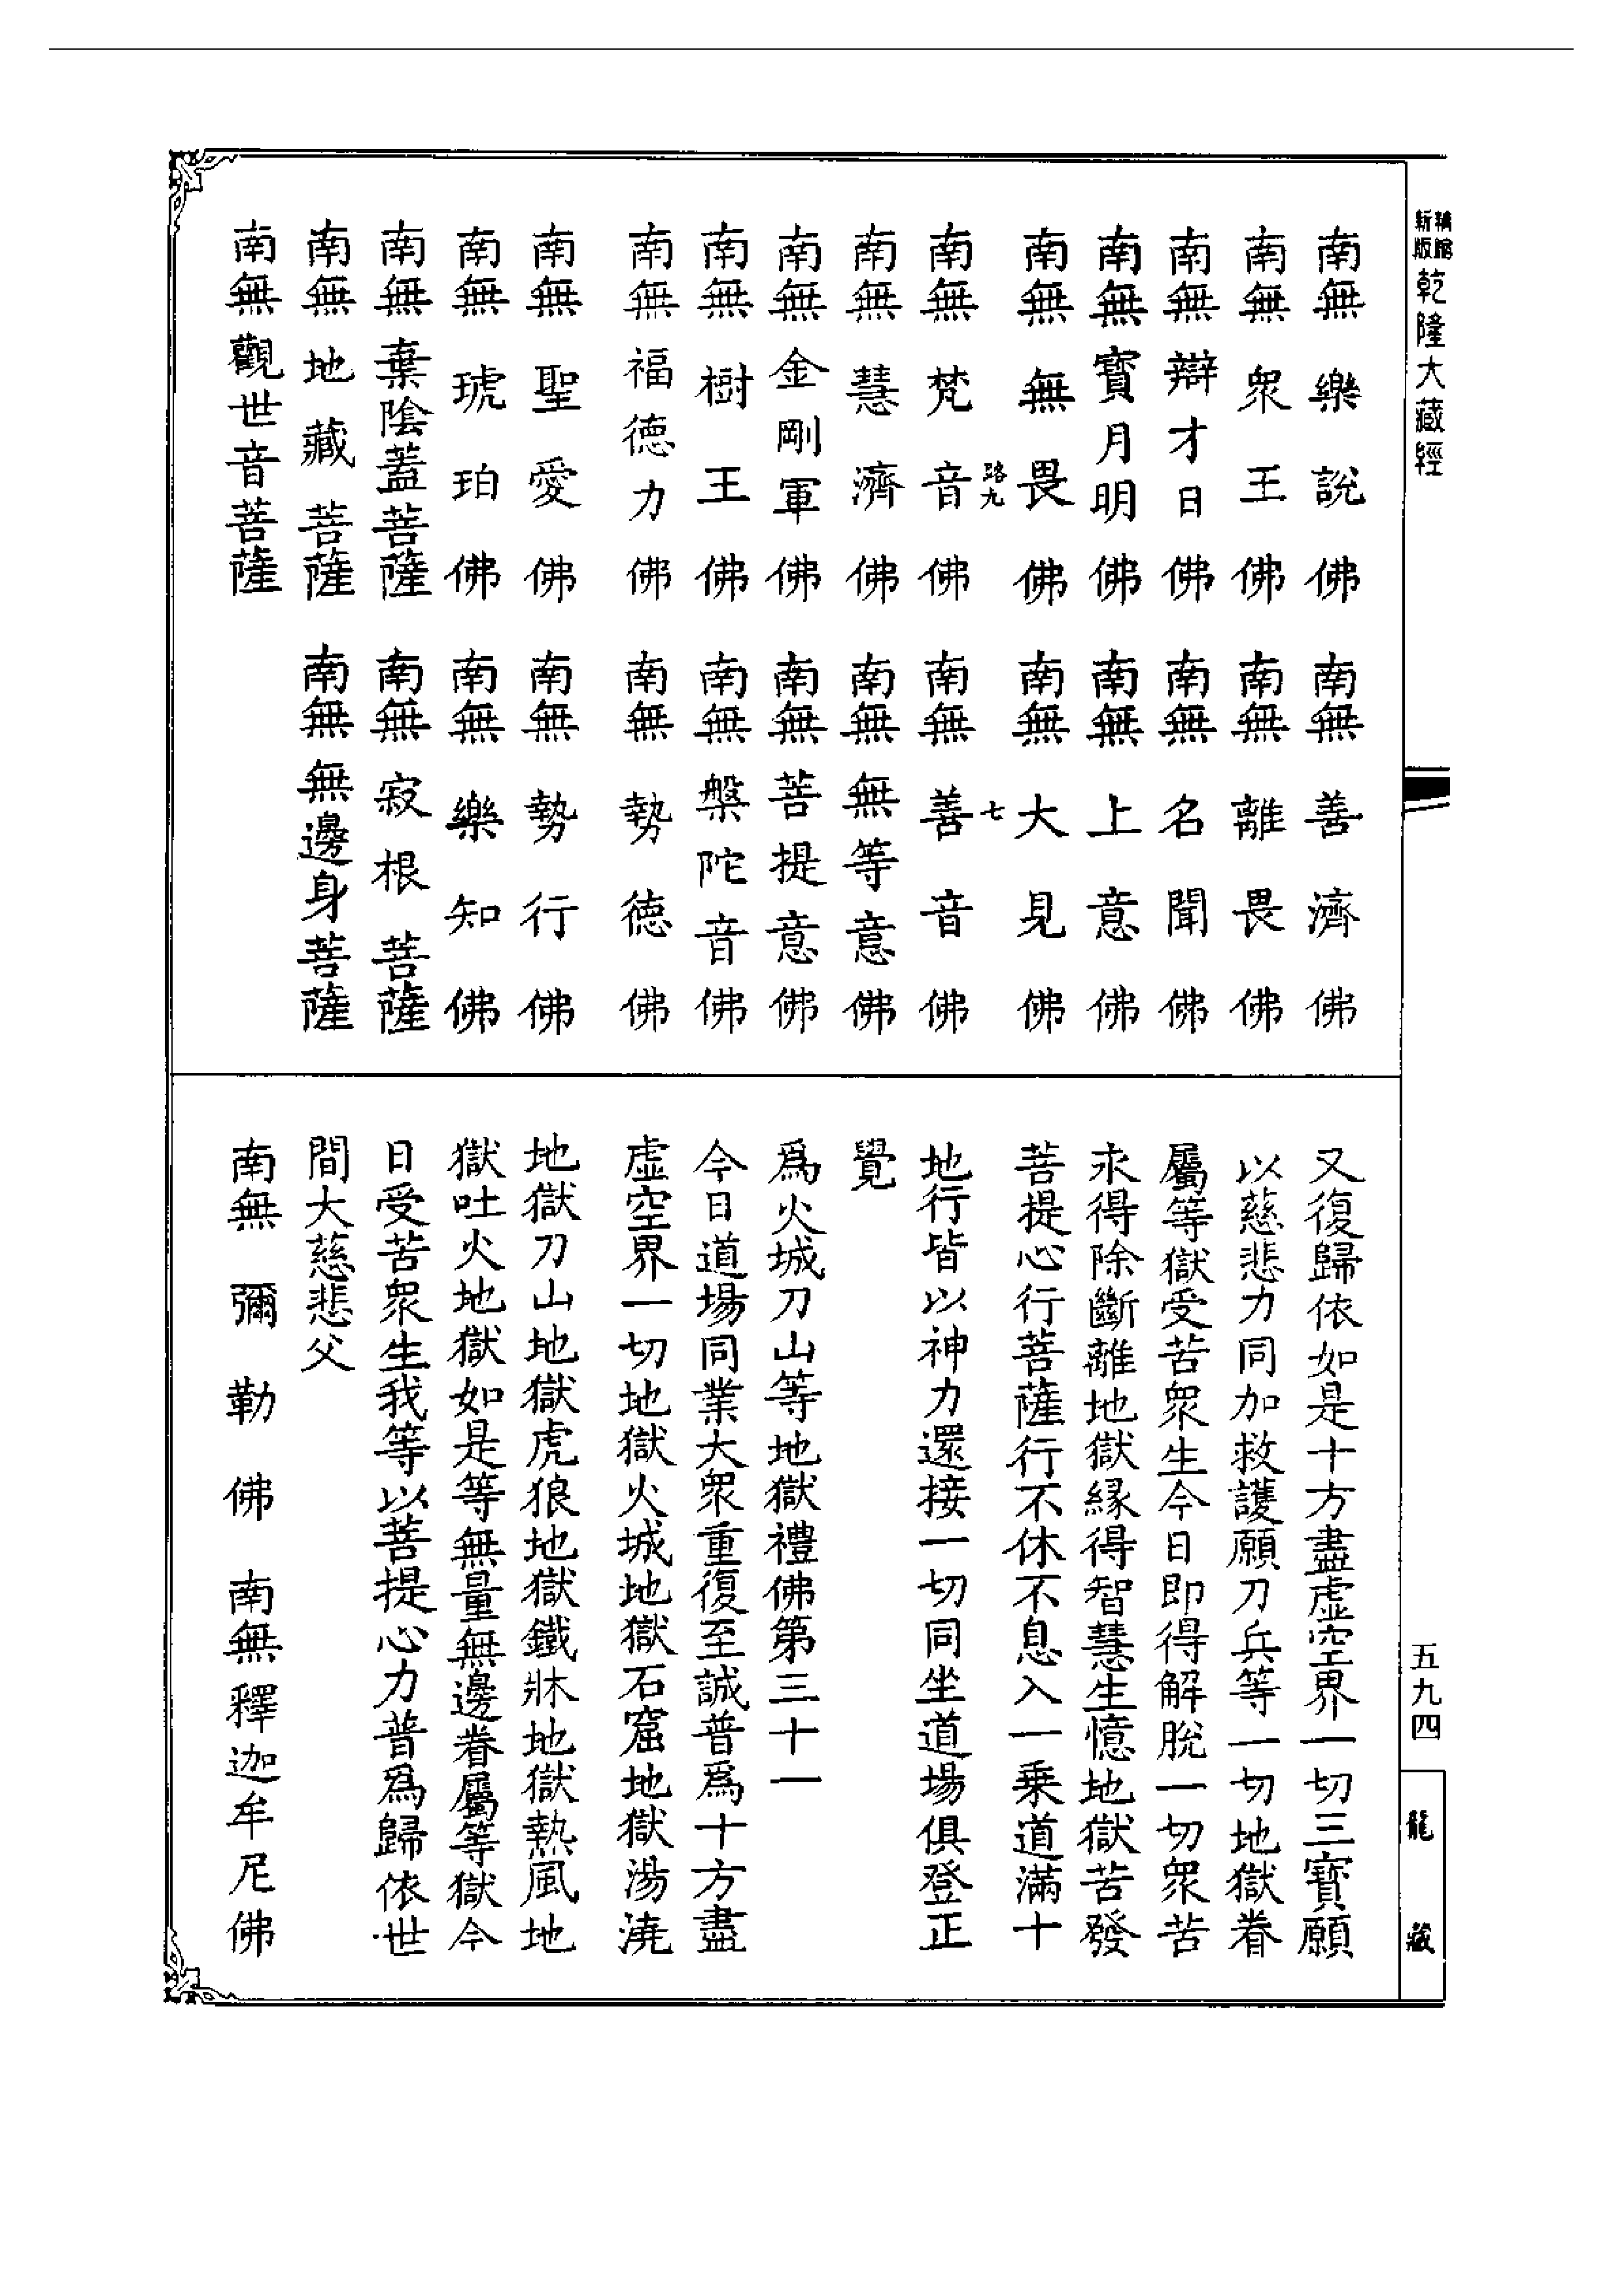 新版
精縮
乾隆大藏經
南無樂說佛 南無善濟佛
南無衆王佛 南無離畏佛
南無辯才日佛 南無名聞佛
南無寶月明佛 南無上意佛
南無無畏佛 南無大見佛
路九 七
南無梵音佛 南無善音佛
南無慧濟佛 南無無等意佛
南無金剛軍佛 南無菩提意佛
南無樹王佛 南無槃陀音佛
南無福德力佛 南無勢德佛
南無聖愛佛 南無勢行佛
南無琥珀佛 南無樂知佛
南無棄陰蓋菩薩 南無寂根菩薩
南無地藏菩薩 南無無邊身菩薩
南無觀世音菩薩
又復歸依如是十方盡虛空界一切三寶願
以慈悲力同加救護願刀兵等一切地獄眷
屬等獄受苦衆生今日即得解脫一切衆苦
永得除斷離地獄緣得智慧生憶地獄苦發
菩提心行菩薩行不休不息入一乘道滿十
地行皆以神力還接一切同坐道場俱登正
覺
爲火城刀山等地獄禮佛第三十一
今日道場同業大衆重復至誠普爲十方盡
虛空界一切地獄火城地獄石窟地獄湯澆
地獄刀山地獄虎狼地獄鐵牀地獄熱風地
獄吐火地獄如是等無量無邊眷屬等獄今
日受苦衆生我等以菩提心力普爲歸依世
間大慈悲父
南無彌勒佛 南無釋迦牟尼佛
五九四
龍藏